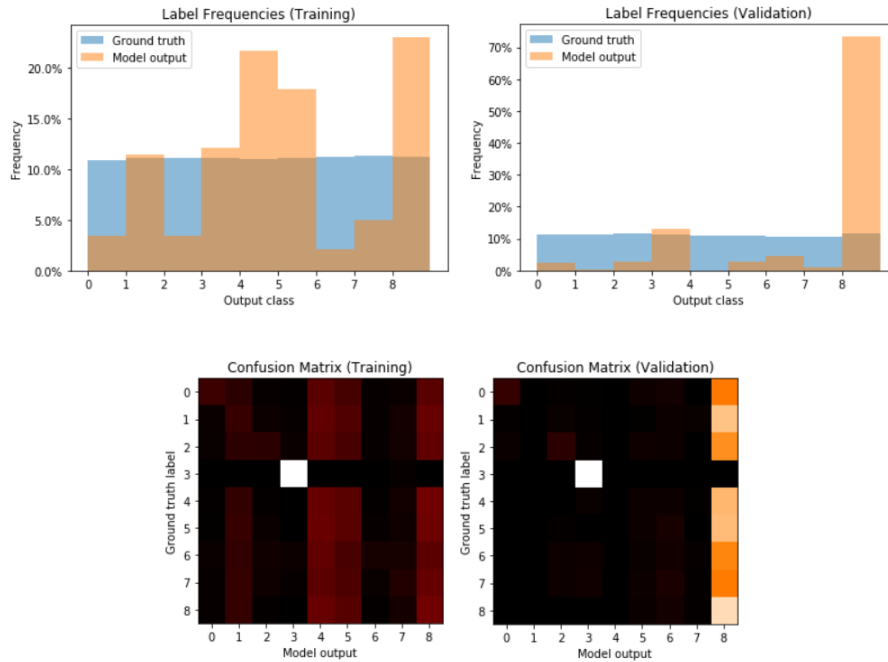 Label Frequencies (Training)
Ground truth
Model output
20.0%
15.0%
10.0%
5.0%
0.0%
Frequency
0 1 2 3 4 5 6 7 8
Output class
Label Frequencies (Validation)
Ground truth
Model output
70%
60%
50%
40%
30%
20%
10%
0%
Frequency
0 1 2 3 4 5 6 7 8
Output class
Confusion Matrix (Training)
0
1
2
3
4
5
6
7
8
Ground truth label
0 1 2 3 4 5 6 7 8
Model output
Confusion Matrix (Validation)
0
1
2
3
4
5
6
7
8
Ground truth label
0 1 2 3 4 5 6 7 8
Model output